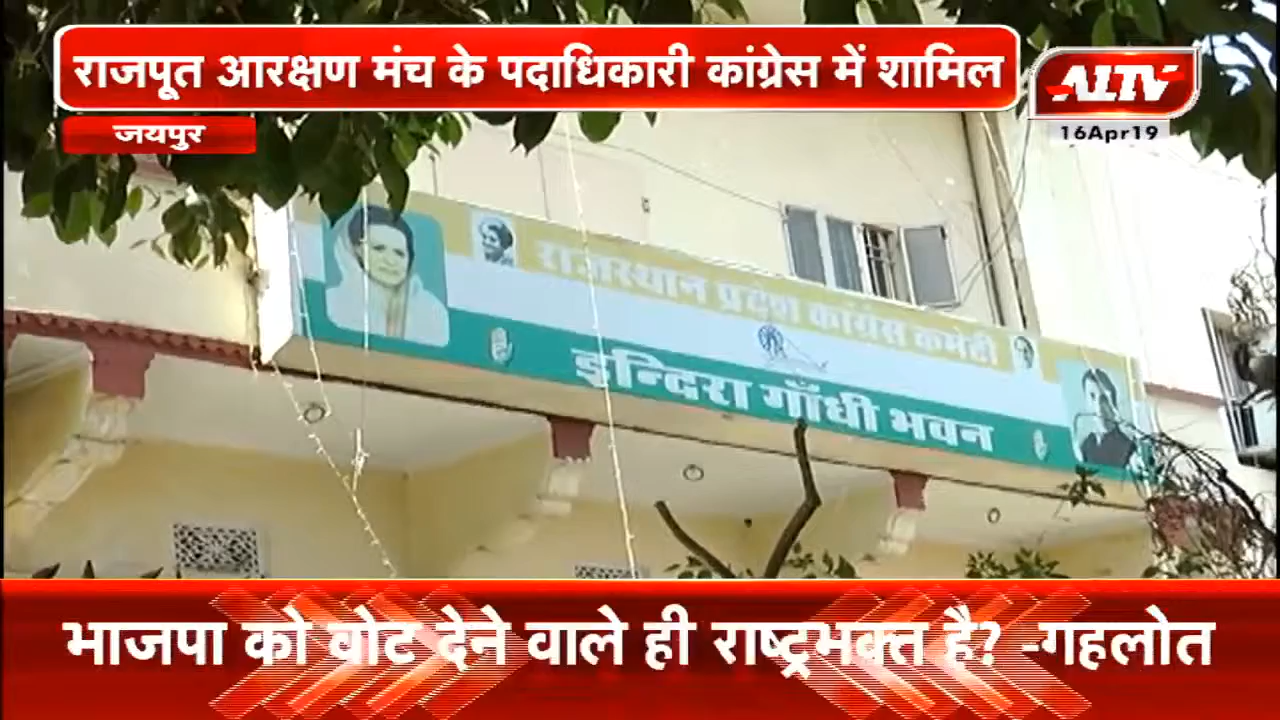 राजपूत आरक्षण मंच के पदाधिकारी कांग्रेस में शामिल
ALTV
जयपुर
16Apr19
राजस्थान प्रदेश कांग्रेस कमेटी
इन्दिरा गाँधी भवन
भाजपा को वोट देने वाले ही राष्ट्रभक्त है? -गहलोत